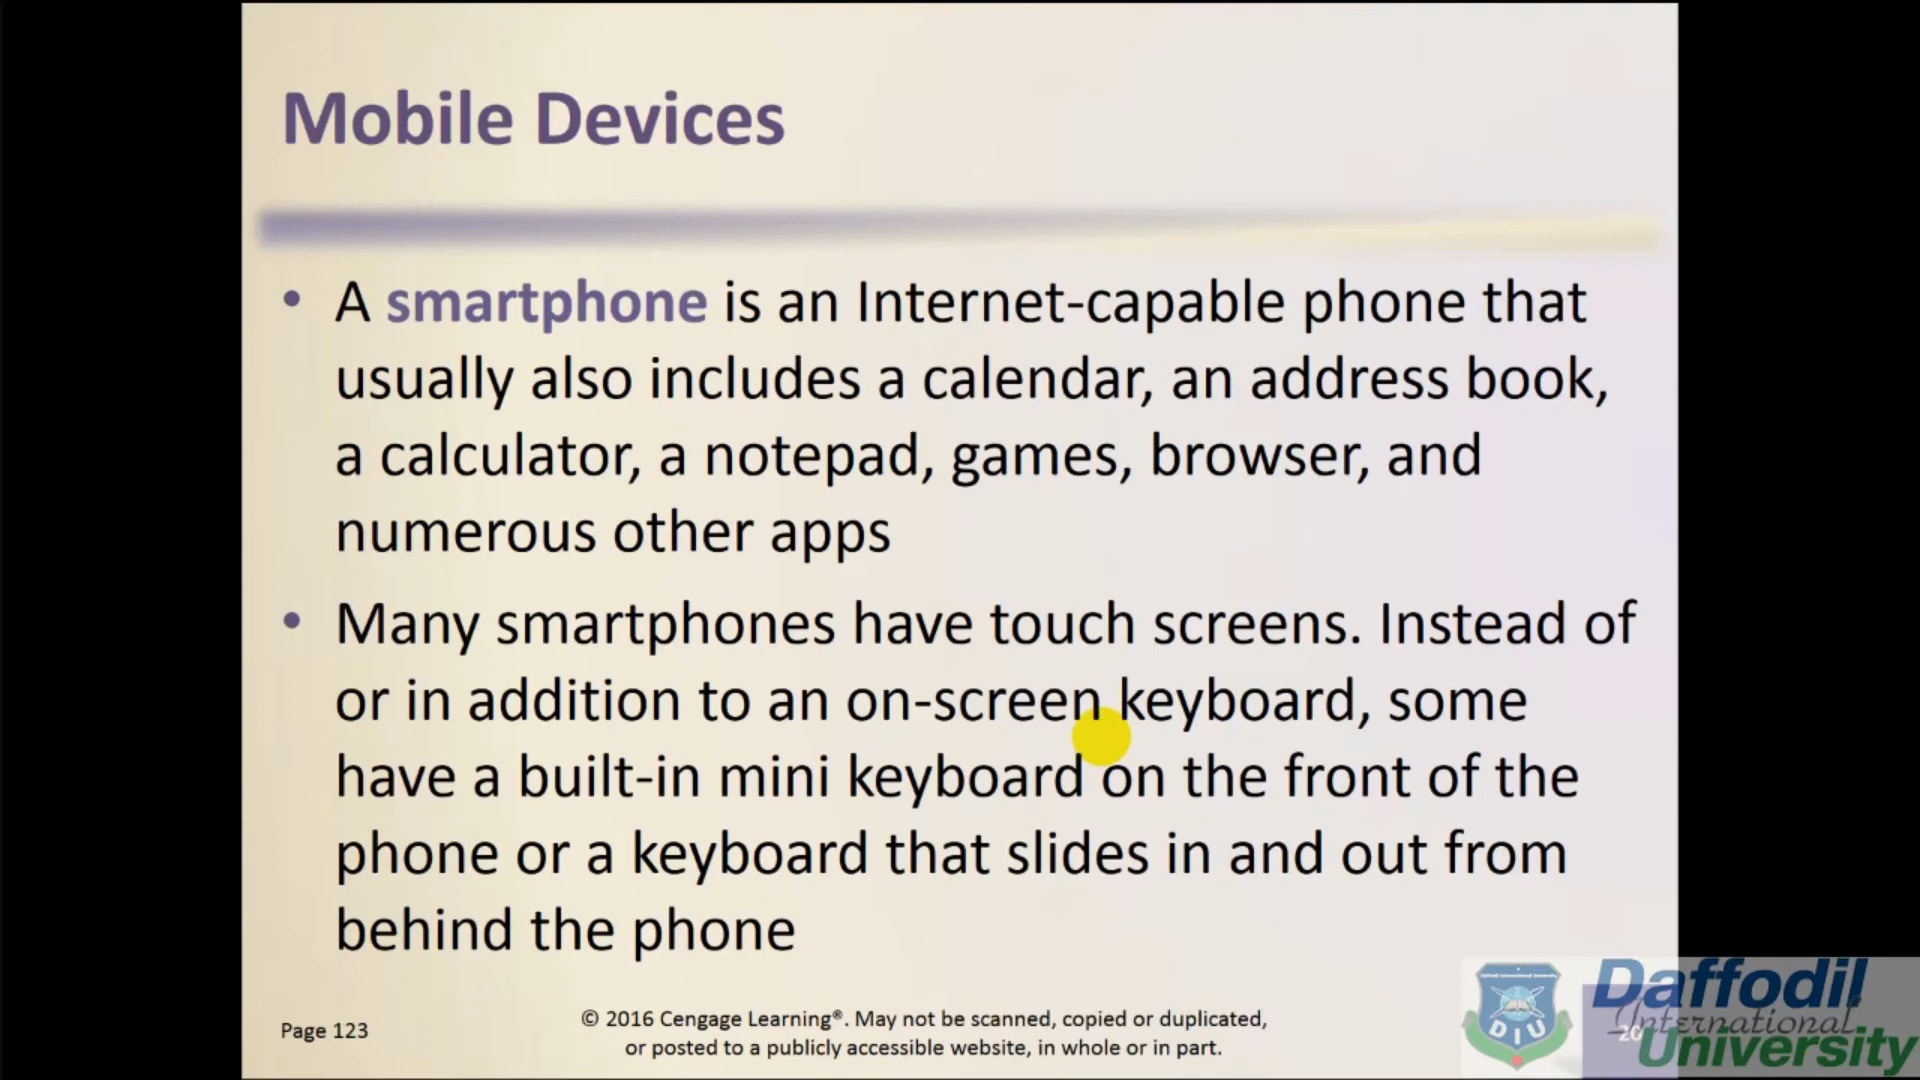 Mobile Devices
• A smartphone is an Internet-capable phone that
usually also includes a calendar, an address book,
a calculator, a notepad, games, browser, and
numerous other apps
• Many smartphones have touch screens. Instead of
or in addition to an on-screen keyboard, some
have a built-in mini keyboard on the front of the
phone or a keyboard that slides in and out from
behind the phone
Page 123
© 2016 Cengage Learning®. May not be scanned, copied or duplicated,
or posted to a publicly accessible website, in whole or in part.
DIU
Daffodil
International
University